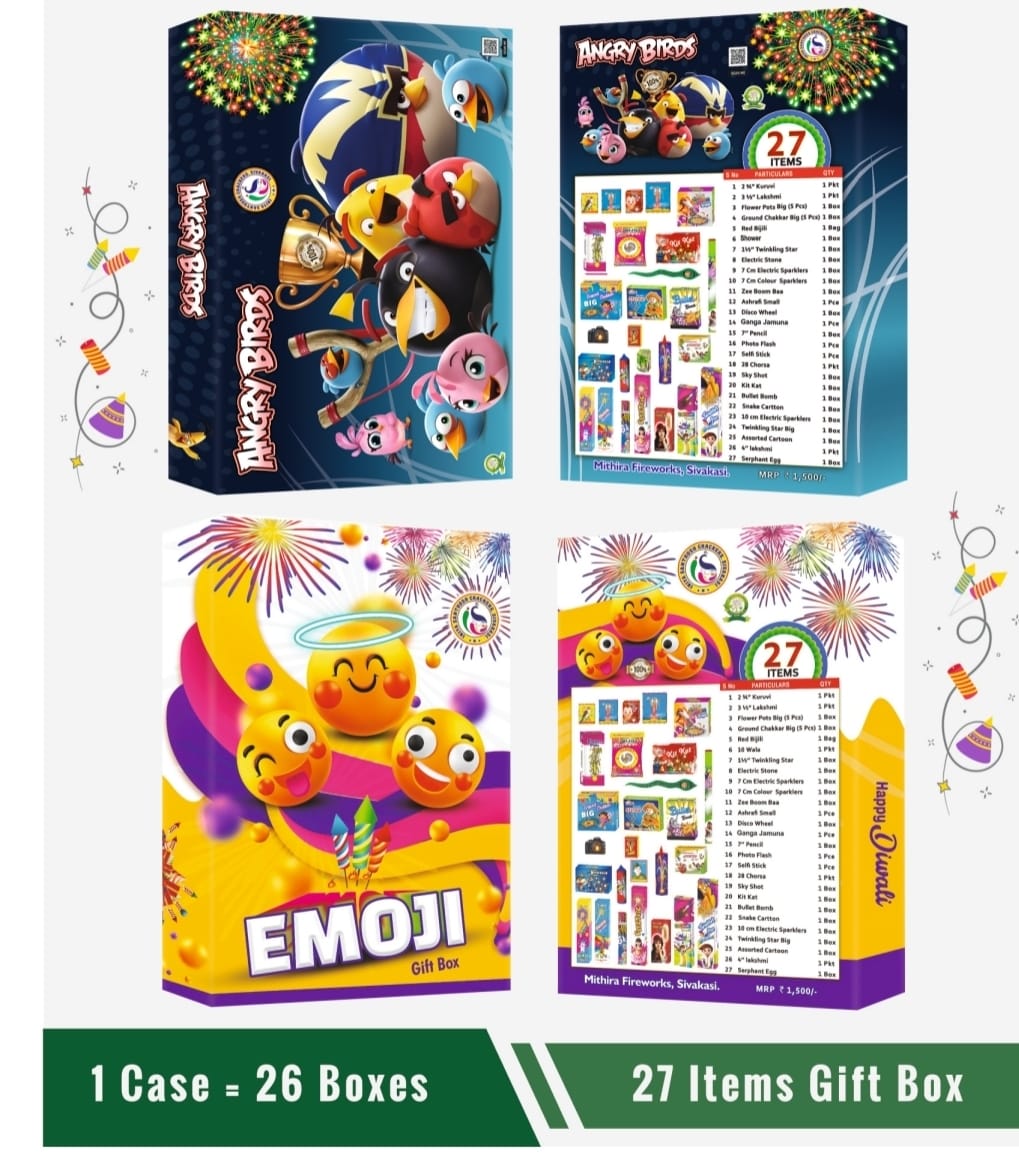 ANGRY BIRDS
ANGRY BIRDS
100%
ANGRY BIRDS
100%
27
ITEMS
S No PARTICULARS QTY
1 2 ¾" Kuruvi 1 Pkt
2 3 ½" Lakshmi 1 Pkt
3 Flower Pots Big (5 Pcs) 1 Box
4 Ground Chakkar Big (5 Pcs) 1 Box
5 Red Bijili 1 Bag
6 Shower 1 Box
7 1½" Twinkling Star 1 Box
8 Electric Stone 1 Box
9 7 Cm Electric Sparklers 1 Box
10 7 Cm Colour Sparklers 1 Box
11 Zee Boom Baa 1 Box
12 Ashrafi Small 1 Pce
13 Disco Wheel 1 Box
14 Ganga Jamuna 1 Pce
15 7" Pencil 1 Box
16 Photo Flash 1 Pce
17 Selfi Stick 1 Pce
18 28 Chorsa 1 Pkt
19 Sky Shot 1 Box
20 Kit Kat 1 Box
21 Bullet Bomb 1 Box
22 Snake Cartton 1 Box
23 10 cm Electric Sparklers 1 Box
24 Twinkling Star Big 1 Box
25 Assorted Cartoon 1 Box
26 4" lakshmi 1 Pkt
27 Serphant Egg 1 Box
Mithira Fireworks, Sivakasi.
MRP ₹ 1,500/-
EMOJI
Gift Box
100%
27
ITEMS
S No PARTICULARS QTY
1 2 ¾" Kuruvi 1 Pkt
2 3 ½" Lakshmi 1 Pkt
3 Flower Pots Big (5 Pcs) 1 Box
4 Ground Chakkar Big (5 Pcs) 1 Box
5 Red Bijili 1 Bag
6 10 Wala 1 Pkt
7 1½" Twinkling Star 1 Box
8 Electric Stone 1 Box
9 7 Cm Electric Sparklers 1 Box
10 7 Cm Colour Sparklers 1 Box
11 Zee Boom Baa 1 Box
12 Ashrafi Small 1 Pce
13 Disco Wheel 1 Box
14 Ganga Jamuna 1 Pce
15 7" Pencil 1 Box
16 Photo Flash 1 Pce
17 Selfi Stick 1 Pce
18 28 Chorsa 1 Pkt
19 Sky Shot 1 Box
20 Kit Kat 1 Box
21 Bullet Bomb 1 Box
22 Snake Cartton 1 Box
23 10 cm Electric Sparklers 1 Box
24 Twinkling Star Big 1 Box
25 Assorted Cartoon 1 Box
26 4" lakshmi 1 Pkt
27 Serphant Egg 1 Box
Mithira Fireworks, Sivakasi.
MRP ₹ 1,500/-
Happy Diwali
1 Case = 26 Boxes
27 Items Gift Box